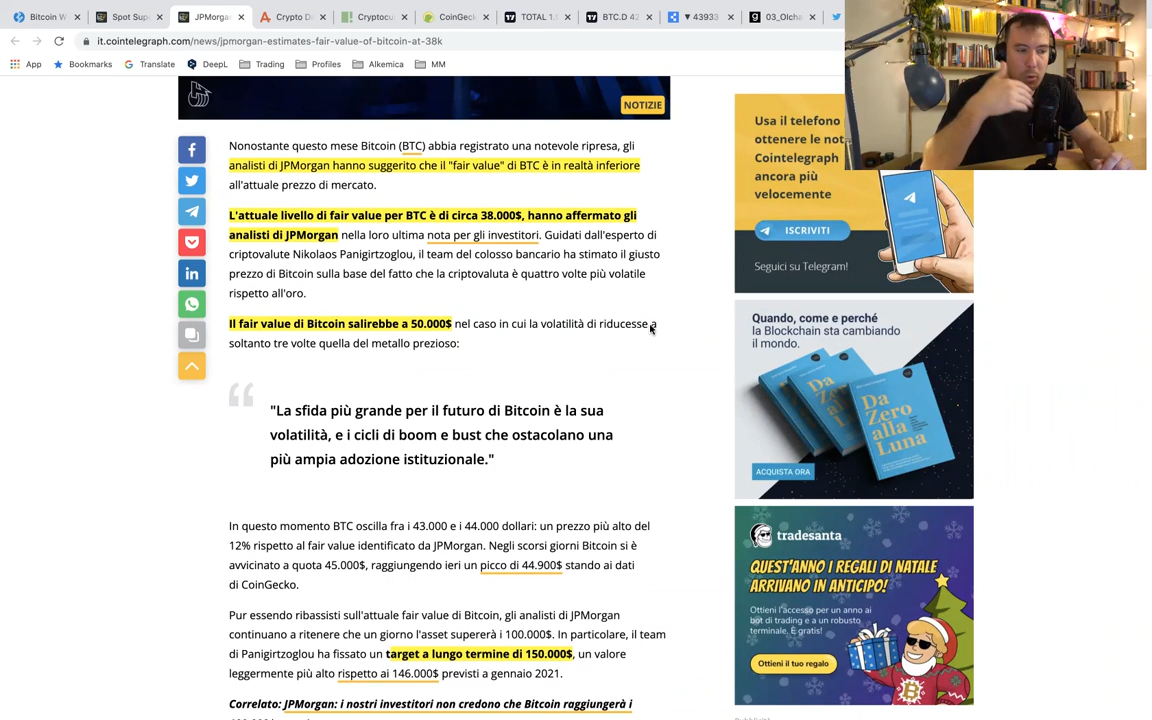 Bitcoin W
Spot Sup
JPMorga
Crypto D
Cryptocu
CoinGec
TOTAL 1.
BTC.D 42
▼ 43933
03_Olcha
it.cointelegraph.com/news/jpmorgan-estimates-fair-value-of-bitcoin-at-38k
App
Bookmarks
Translate
DeepL
Trading
Profiles
Alkemica
MM
NOTIZIE
Nonostante questo mese Bitcoin (BTC) abbia registrato una notevole ripresa, gli
analisti di JPMorgan hanno suggerito che il "fair value" di BTC è in realtà inferiore
all'attuale prezzo di mercato.
L'attuale livello di fair value per BTC è di circa 38.000$, hanno affermato gli
analisti di JPMorgan nella loro ultima nota per gli investitori. Guidati dall'esperto di
criptovalute Nikolaos Panigirtzoglou, il team del colosso bancario ha stimato il giusto
prezzo di Bitcoin sulla base del fatto che la criptovaluta è quattro volte più volatile
rispetto all'oro.
Il fair value di Bitcoin salirebbe a 50.000$ nel caso in cui la volatilità di riducesse a
soltanto tre volte quella del metallo prezioso:
"La sfida più grande per il futuro di Bitcoin è la sua
volatilità, e i cicli di boom e bust che ostacolano una
più ampia adozione istituzionale."
In questo momento BTC oscilla fra i 43.000 e i 44.000 dollari: un prezzo più alto del
12% rispetto al fair value identificato da JPMorgan. Negli scorsi giorni Bitcoin si è
avvicinato a quota 45.000$, raggiungendo ieri un picco di 44.900$ stando ai dati
di CoinGecko.
Pur essendo ribassisti sull'attuale fair value di Bitcoin, gli analisti di JPMorgan
continuano a ritenere che un giorno l'asset supererà i 100.000$. In particolare, il team
di Panigirtzoglou ha fissato un target a lungo termine di 150.000$, un valore
leggermente più alto rispetto ai 146.000$ previsti a gennaio 2021.
Correlato: JPMorgan: i nostri investitori non credono che Bitcoin raggiungerà i
Usa il telefono
ottenere le not
Cointelegraph
ancora più
velocemente
ISCRIVITI
Seguici su Telegram!
Quando, come e perché
la Blockchain sta cambiando
il mondo.
Da
Zero
alla
Luna
ACQUISTA ORA
tradesanta
QUEST'ANNO I REGALI DI NATALE
ARRIVANO IN ANTICIPO!
Ottieni l'accesso per un anno ai
bot di trading e a un robusto
terminale. È gratis!
Ottieni il tuo regalo